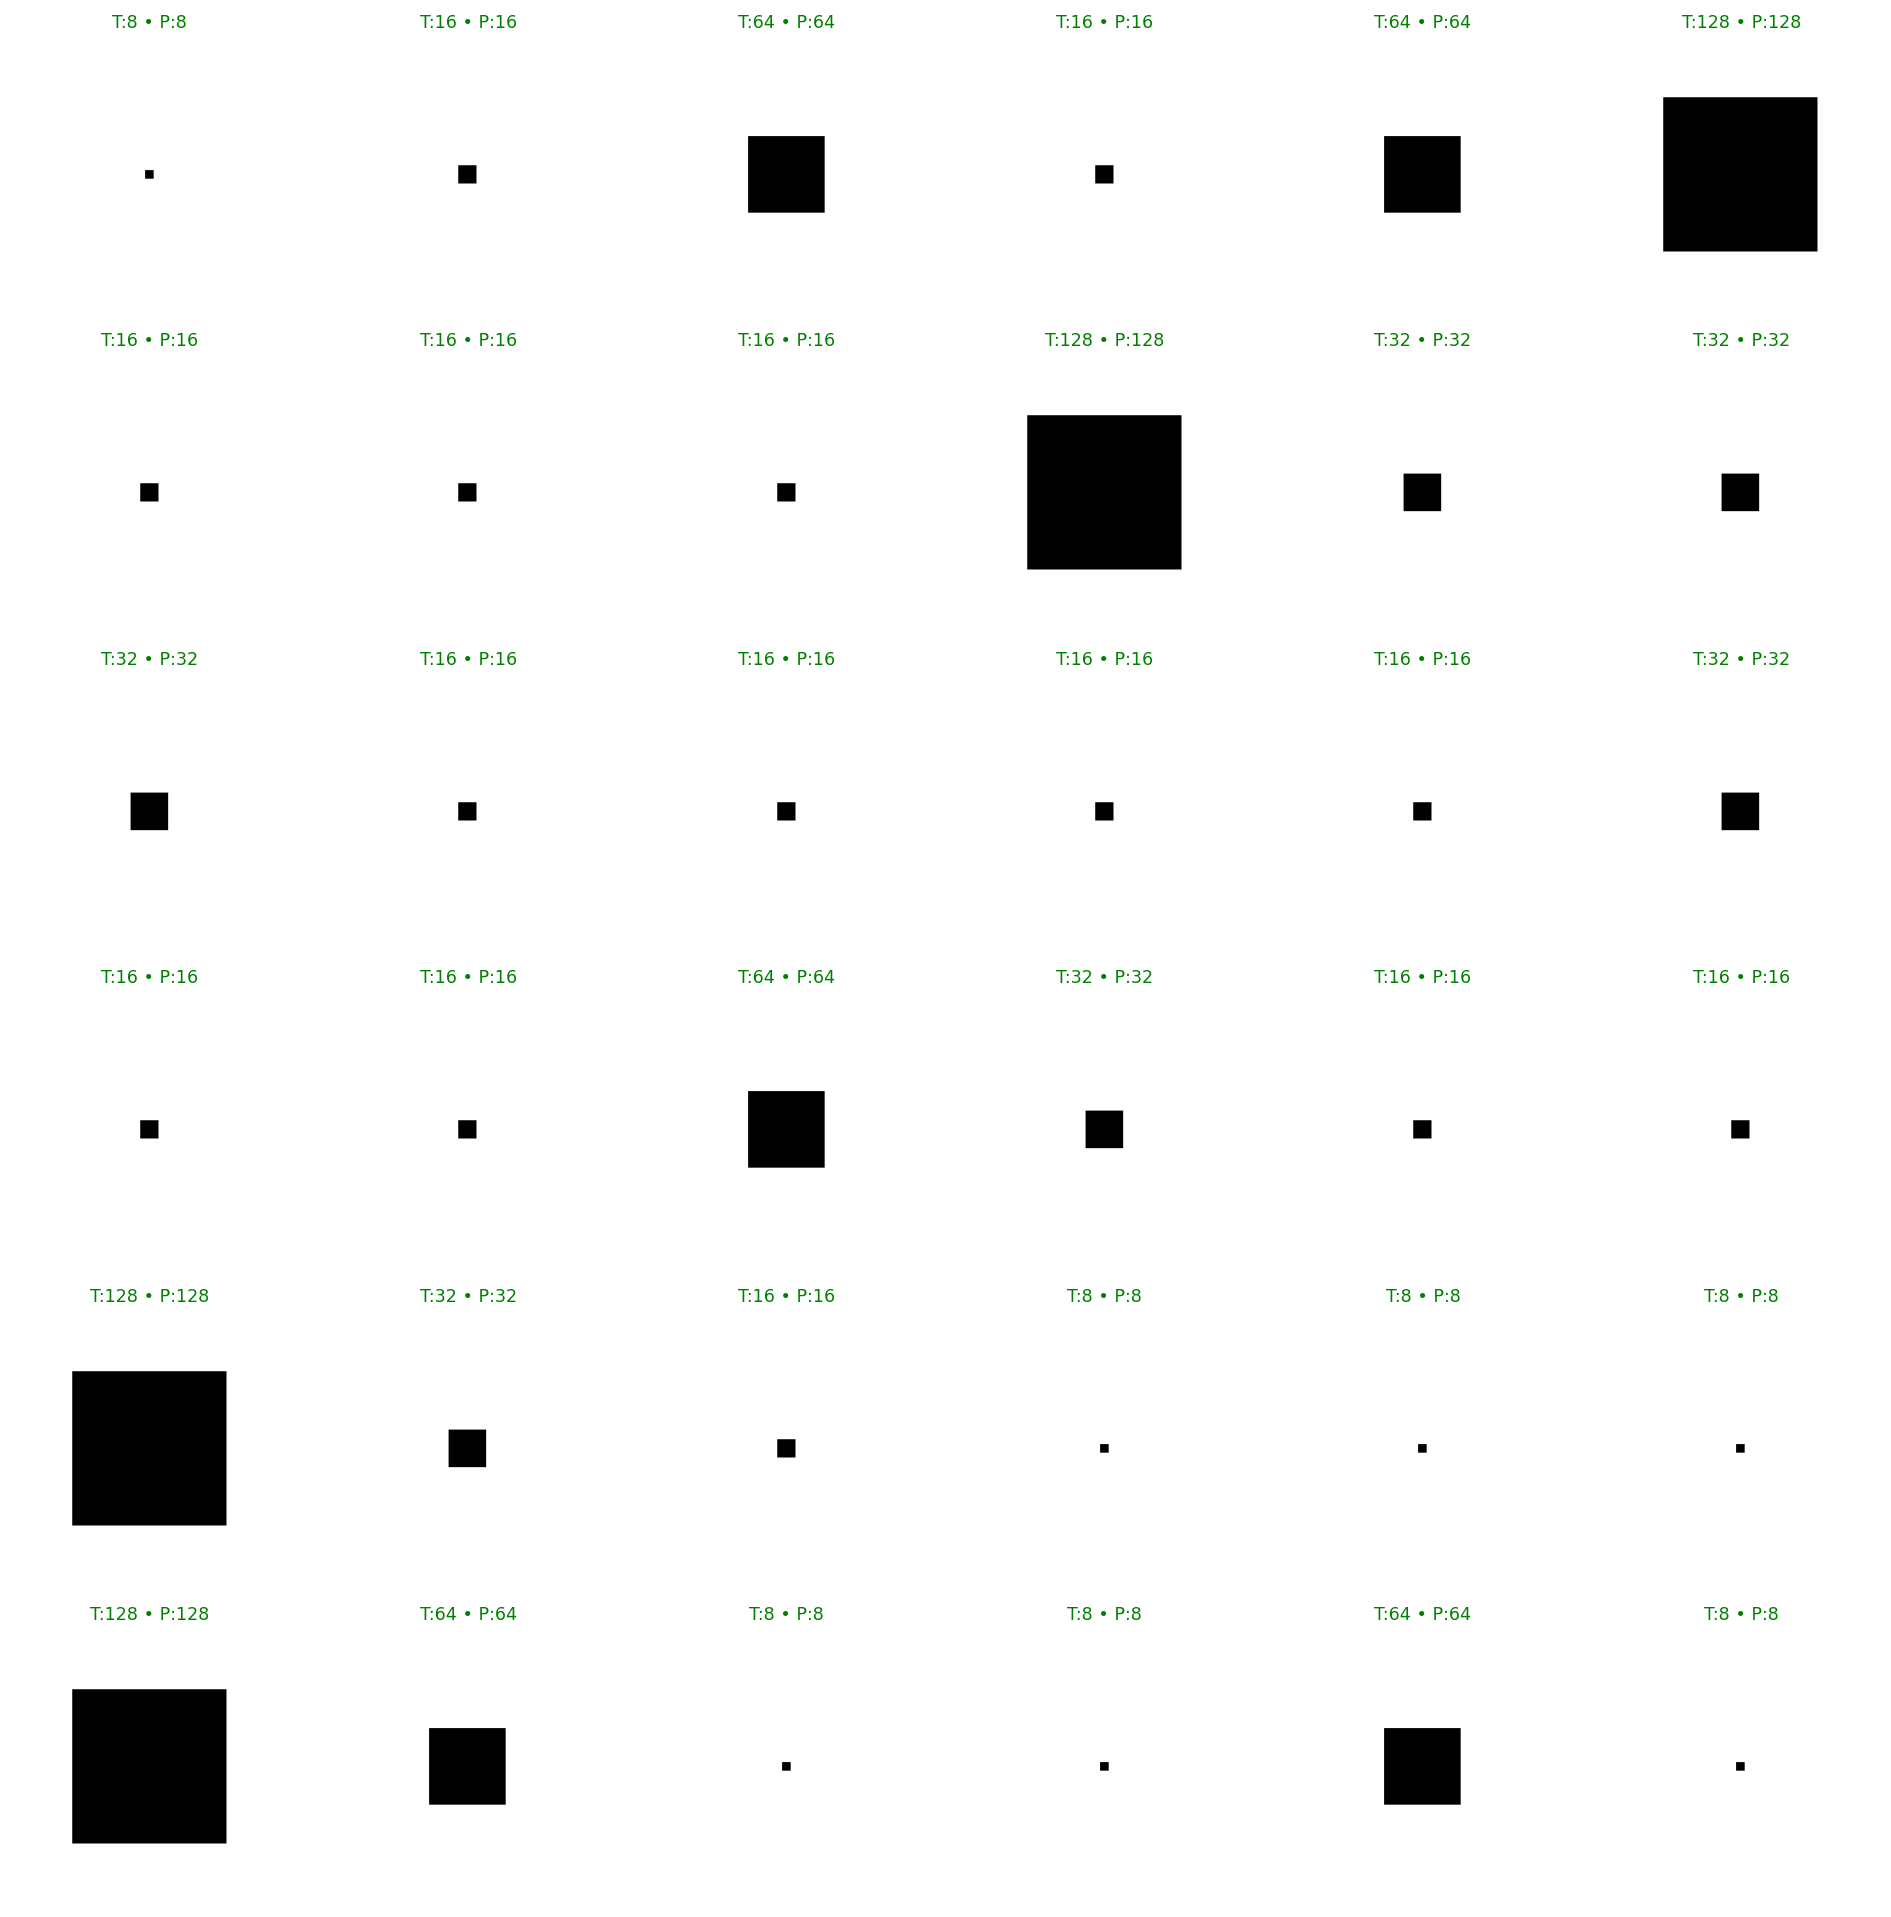 T:8 • P:8 T:16 • P:16 T:64 • P:64 T:16 • P:16 T:64 • P:64 T:128 • P:128
T:16 • P:16 T:16 • P:16 T:16 • P:16 T:128 • P:128 T:32 • P:32 T:32 • P:32
T:32 • P:32 T:16 • P:16 T:16 • P:16 T:16 • P:16 T:16 • P:16 T:32 • P:32
T:16 • P:16 T:16 • P:16 T:64 • P:64 T:32 • P:32 T:16 • P:16 T:16 • P:16
T:128 • P:128 T:32 • P:32 T:16 • P:16 T:8 • P:8 T:8 • P:8 T:8 • P:8
T:128 • P:128 T:64 • P:64 T:8 • P:8 T:8 • P:8 T:64 • P:64 T:8 • P:8